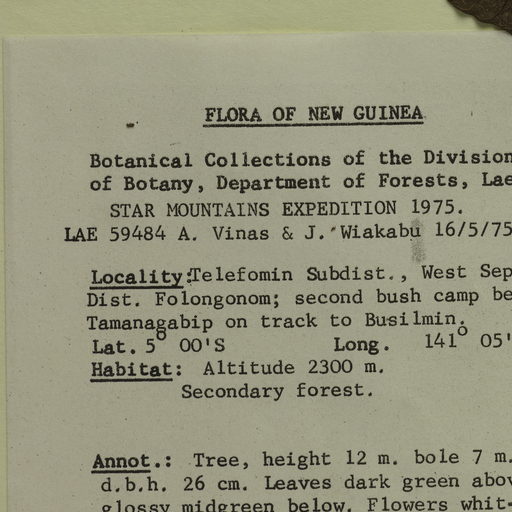 FLORA OF NEW GUINEA
Botanical Collections of the Division
of Botany, Department of Forests, Lae
STAR MOUNTAINS EXPEDITION 1975.
LAE 59484 A. Vinas & J. Wiakabu 16/5/75
Locality: Telefomin Subdist., West Sep
Dist. Folongonom; second bush camp be
Tamanagabip on track to Busilmin.
Lat. 5° 00'S Long. 141° 05'
Habitat: Altitude 2300 m.
Secondary forest.
Annot.: Tree, height 12 m. bole 7 m.
d.b.h. 26 cm. Leaves dark green abov
glossy midgreen below. Flowers whit-